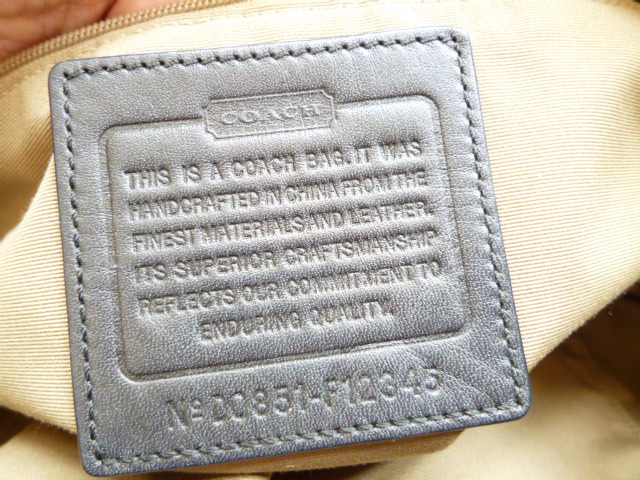 COACH
THIS IS A COACH BAG. IT WAS
HANDCRAFTED IN CHINA FROM THE
FINEST MATERIALS AND LEATHER.
ITS SUPERIOR CRAFTSMANSHIP
REFLECTS OUR COMMITMENT TO
ENDURING QUALITY.
Nº 00851-F12345